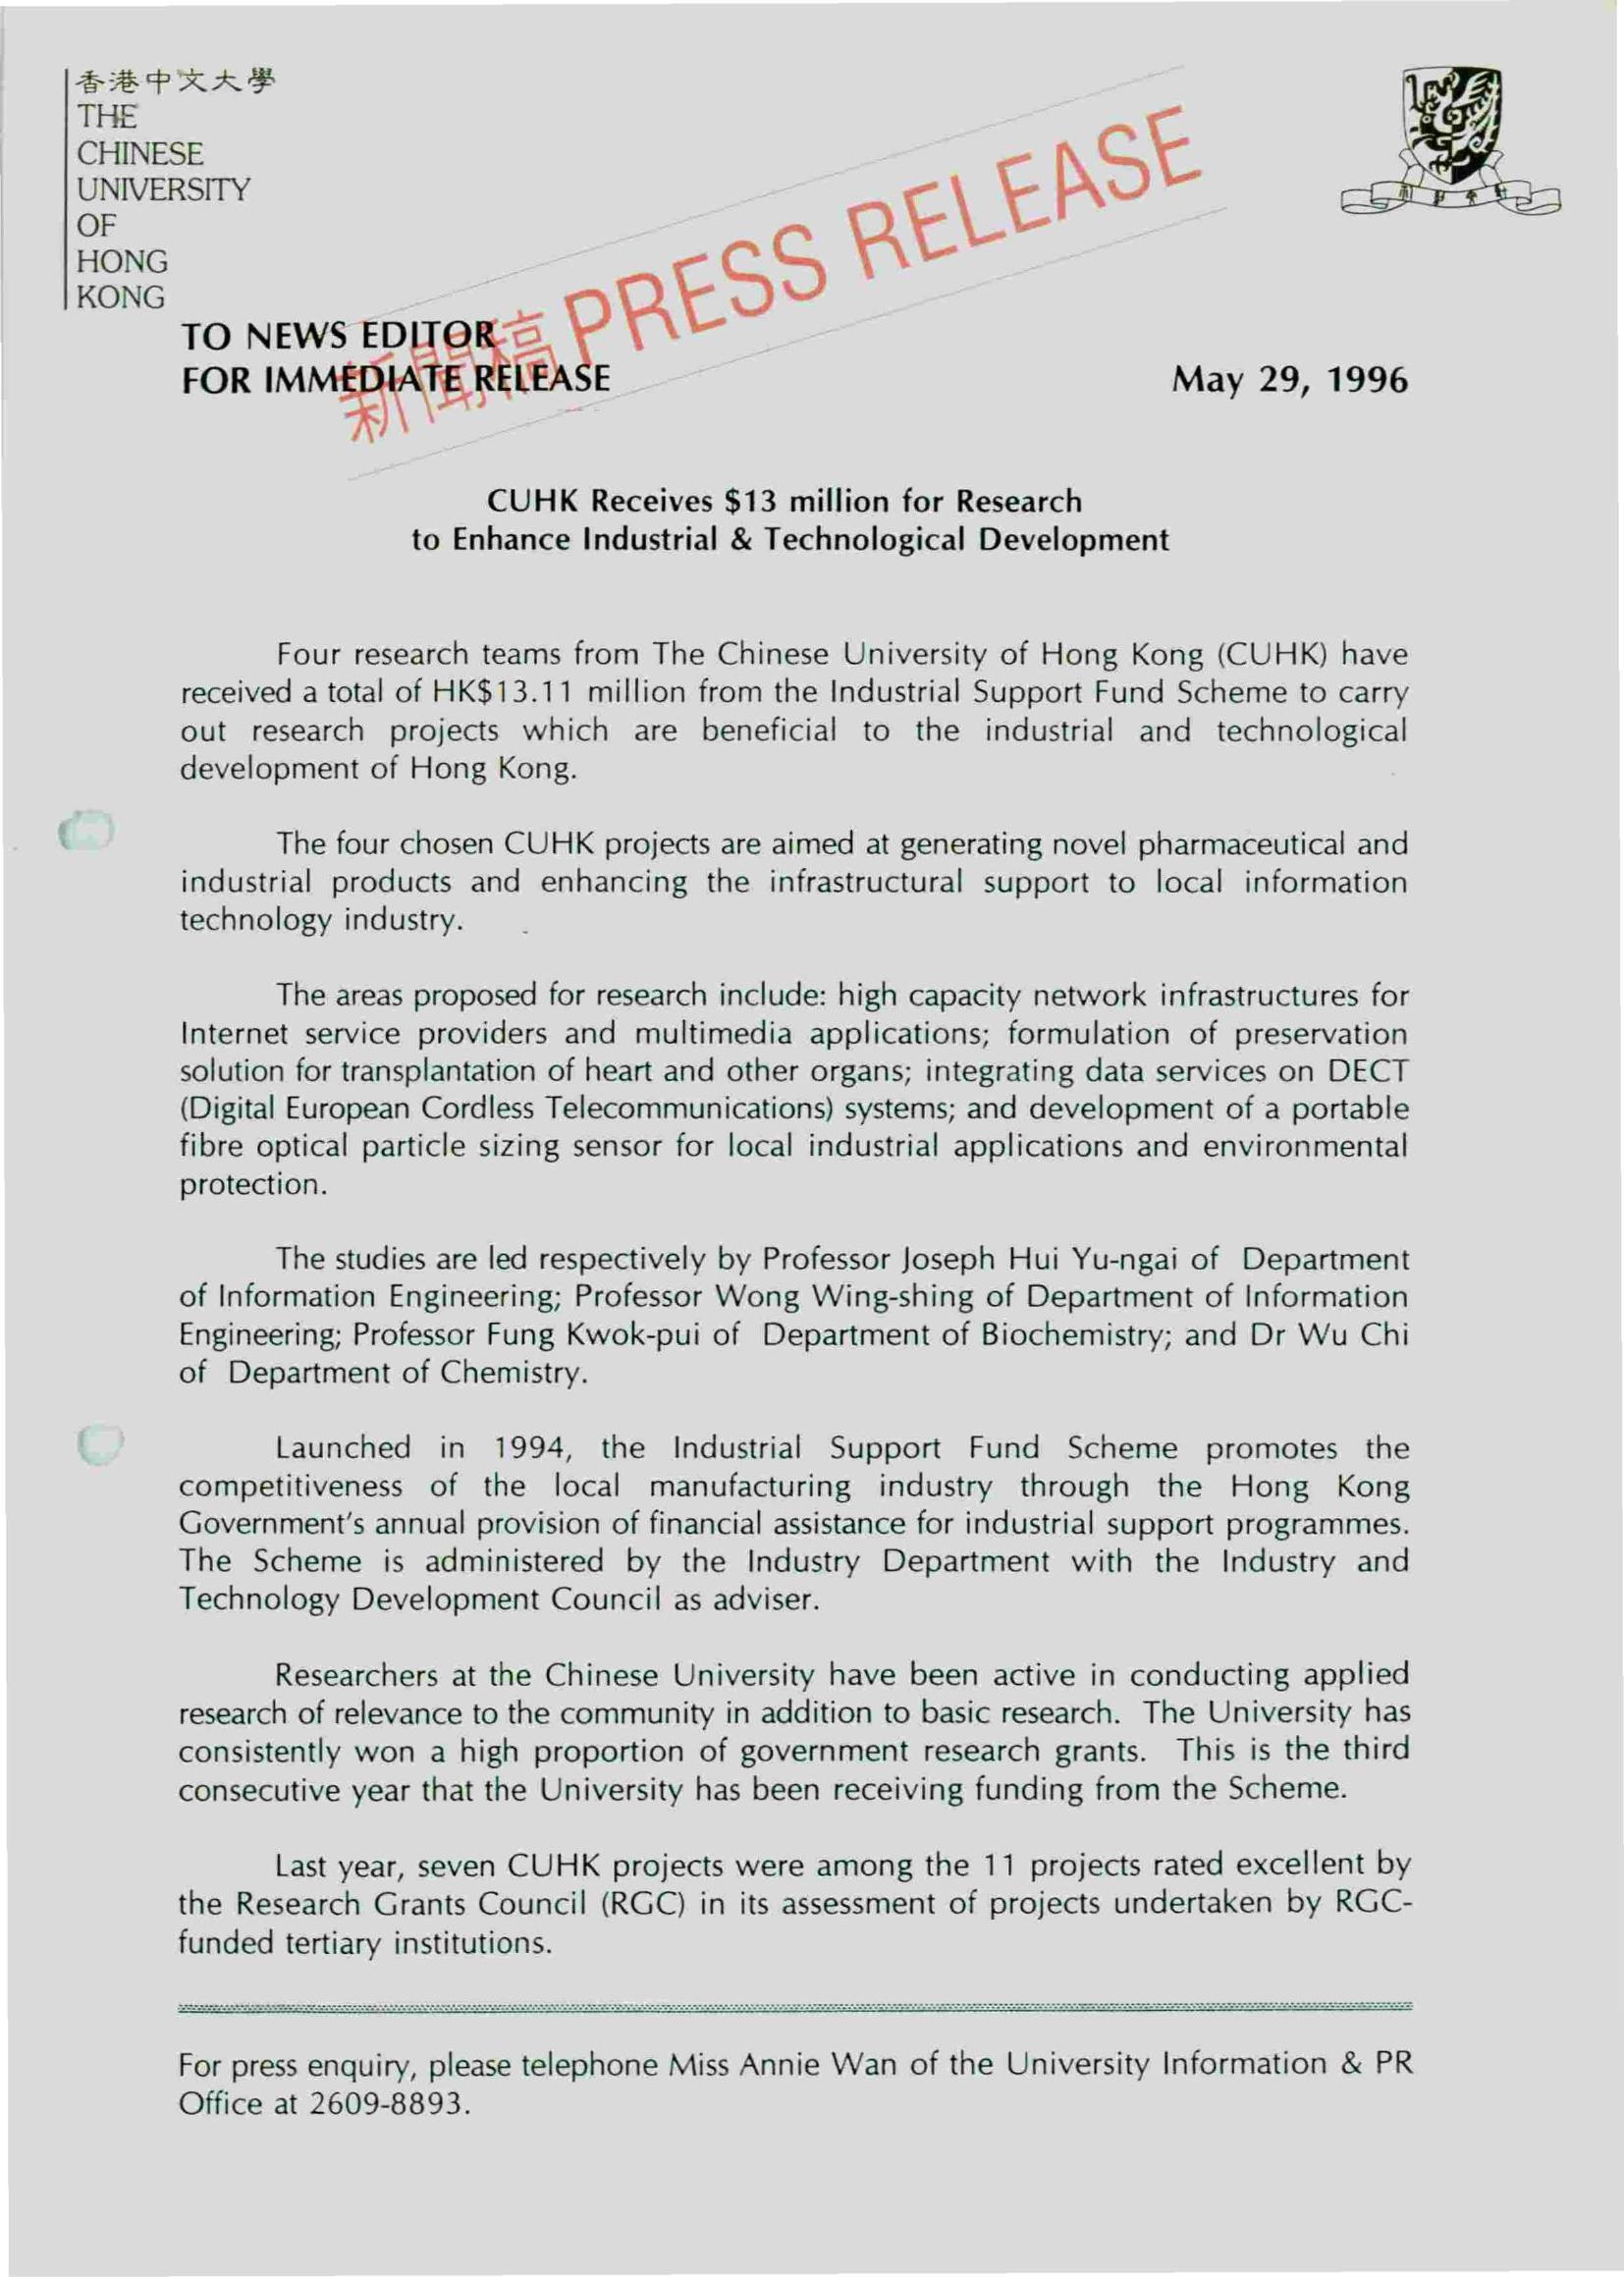 香港中文大學
THE
CHINESE
UNIVERSITY
OF
HONG
KONG
新聞稿 PRESS RELEASE
TO NEWS EDITOR
FOR IMMEDIATE RELEASE
May 29, 1996
CUHK Receives $13 million for Research
to Enhance Industrial & Technological Development
Four research teams from The Chinese University of Hong Kong (CUHK) have
received a total of HK$13.11 million from the Industrial Support Fund Scheme to carry
out research projects which are beneficial to the industrial and technological
development of Hong Kong.
The four chosen CUHK projects are aimed at generating novel pharmaceutical and
industrial products and enhancing the infrastructural support to local information
technology industry.
The areas proposed for research include: high capacity network infrastructures for
Internet service providers and multimedia applications; formulation of preservation
solution for transplantation of heart and other organs; integrating data services on DECT
(Digital European Cordless Telecommunications) systems; and development of a portable
fibre optical particle sizing sensor for local industrial applications and environmental
protection.
The studies are led respectively by Professor Joseph Hui Yu-ngai of Department
of Information Engineering; Professor Wong Wing-shing of Department of Information
Engineering; Professor Fung Kwok-pui of Department of Biochemistry; and Dr Wu Chi
of Department of Chemistry.
Launched in 1994, the Industrial Support Fund Scheme promotes the
competitiveness of the local manufacturing industry through the Hong Kong
Government's annual provision of financial assistance for industrial support programmes.
The Scheme is administered by the Industry Department with the Industry and
Technology Development Council as adviser.
Researchers at the Chinese University have been active in conducting applied
research of relevance to the community in addition to basic research. The University has
consistently won a high proportion of government research grants. This is the third
consecutive year that the University has been receiving funding from the Scheme.
Last year, seven CUHK projects were among the 11 projects rated excellent by
the Research Grants Council (RGC) in its assessment of projects undertaken by RGC-
funded tertiary institutions.
For press enquiry, please telephone Miss Annie Wan of the University Information & PR
Office at 2609-8893.